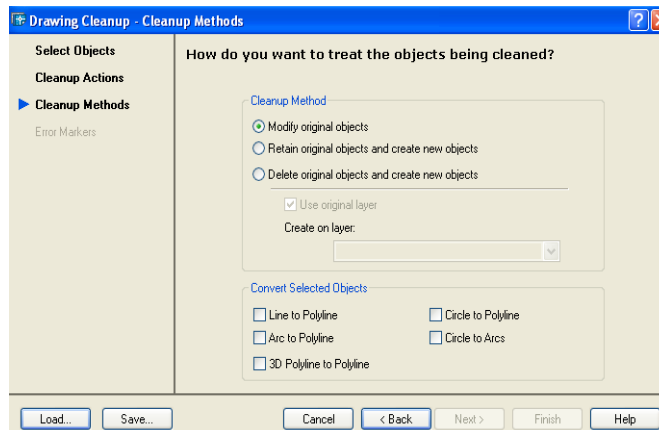 Drawing Cleanup - Cleanup Methods
Select Objects
Cleanup Actions
Cleanup Methods
Error Markers
How do you want to treat the objects being cleaned?
Cleanup Method
Modify original objects
Retain original objects and create new objects
Delete original objects and create new objects
Use original layer
Create on layer:
Convert Selected Objects
Line to Polyline
Circle to Polyline
Arc to Polyline
Circle to Arcs
3D Polyline to Polyline
Load... Save... Cancel < Back Next > Finish Help